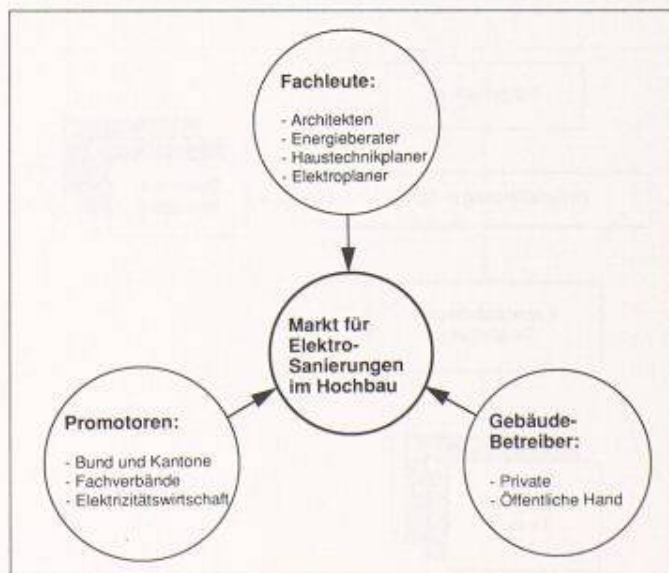 Fachleute:
- Architekten
- Energieberater
- Haustechnikplaner
- Elektroplaner
Markt für
Elektro-
Sanierungen
im Hochbau
Promotoren:
- Bund und Kantone
- Fachverbände
- Elektrizitätswirtschaft
Gebäude-
Betreiber:
- Private
- Öffentliche Hand